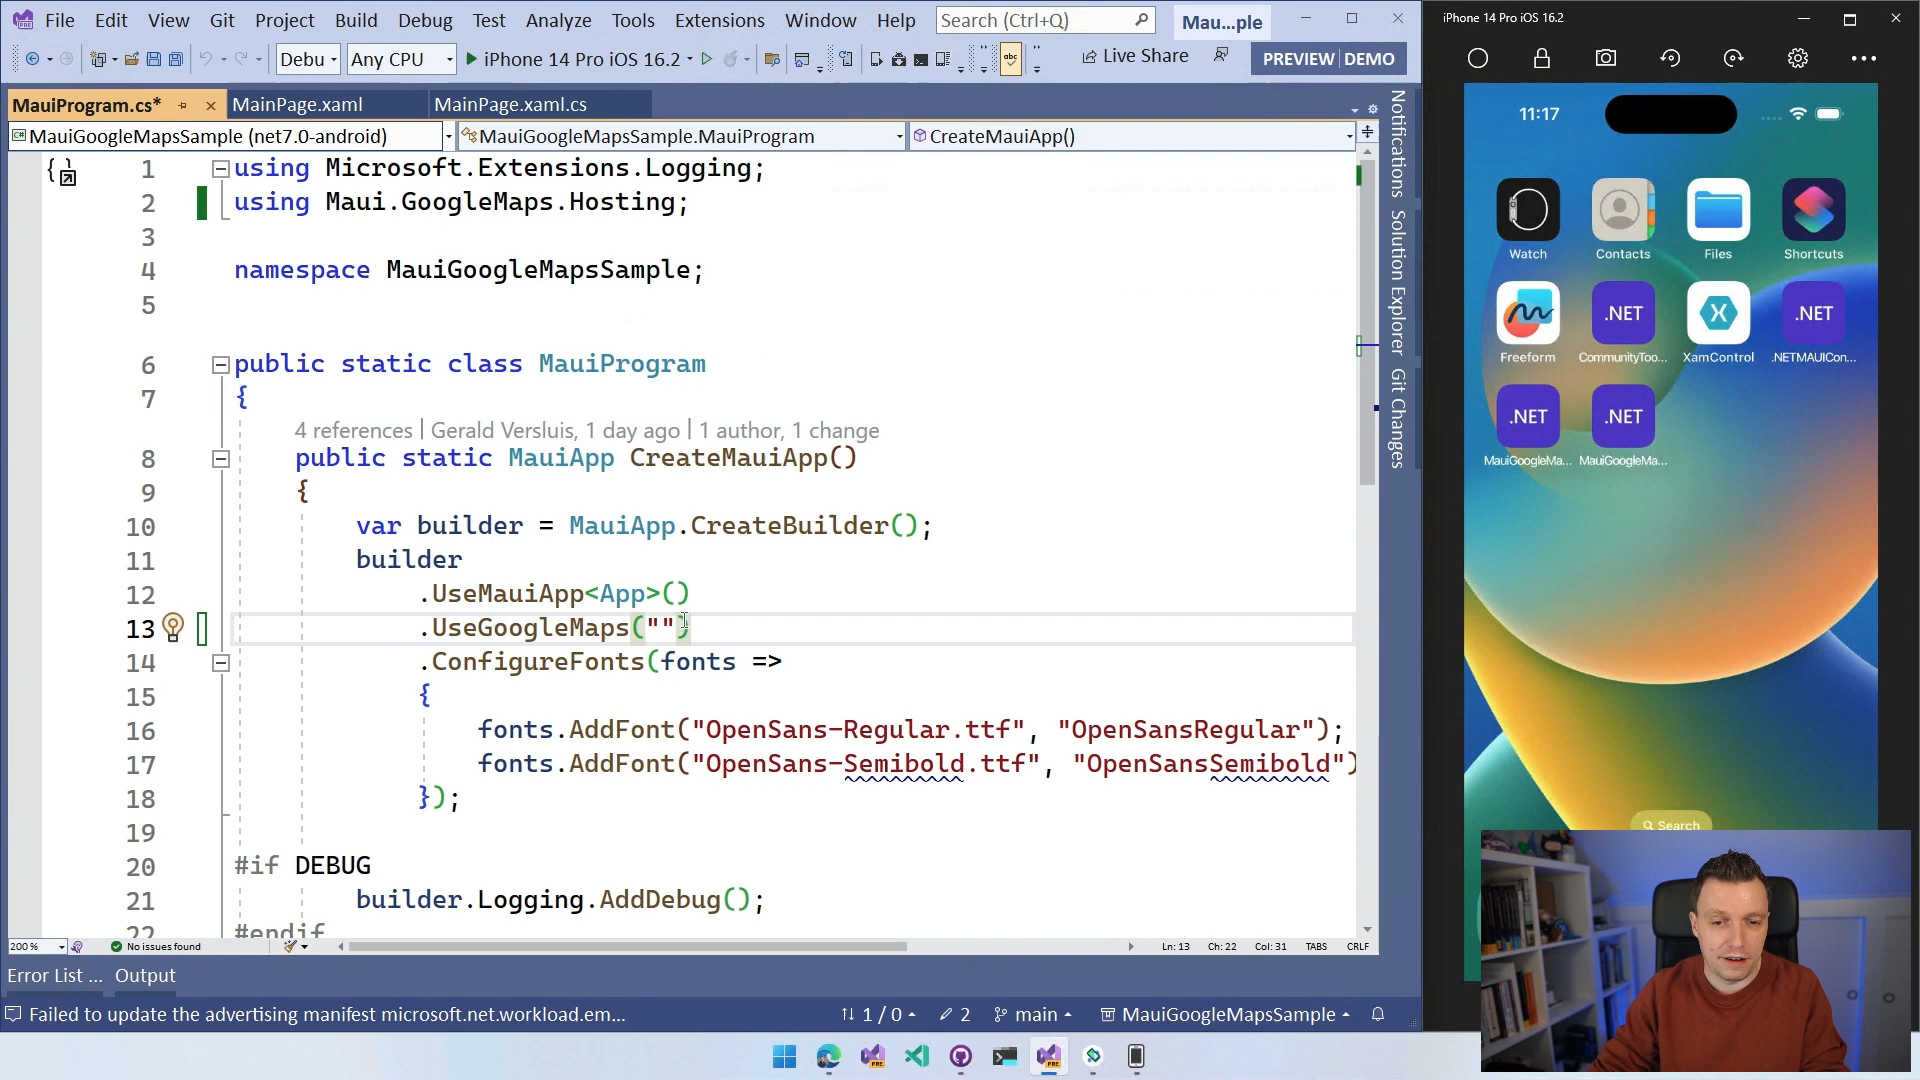 File Edit View Git Project Build Debug Test Analyze Tools Extensions Window Help Search (Ctrl+Q) Mau...ple
Debu Any CPU iPhone 14 Pro iOS 16.2 Live Share PREVIEW DEMO
MauiProgram.cs* MainPage.xaml MainPage.xaml.cs
MauiGoogleMapsSample (net7.0-android) MauiGoogleMapsSample.MauiProgram CreateMauiApp()
1 using Microsoft.Extensions.Logging;
2 using Maui.GoogleMaps.Hosting;
3
4 namespace MauiGoogleMapsSample;
5
6 public static class MauiProgram
7 {
4 references | Gerald Versluis, 1 day ago | 1 author, 1 change
8 public static MauiApp CreateMauiApp()
9 {
10 var builder = MauiApp.CreateBuilder();
11 builder
12 .UseMauiApp<App>()
13 .UseGoogleMaps("")
14 .ConfigureFonts(fonts =>
15 {
16 fonts.AddFont("OpenSans-Regular.ttf", "OpenSansRegular");
17 fonts.AddFont("OpenSans-Semibold.ttf", "OpenSansSemibold")
18 });
19
20 #if DEBUG
21 builder.Logging.AddDebug();
22 #endif
200 % No issues found Ln: 13 Ch: 22 Col: 31 TABS CRLF
Error List ... Output
Failed to update the advertising manifest microsoft.net.workload.em... 1 / 0 2 main MauiGoogleMapsSample
Notifications
Solution Explorer
Git Changes
iPhone 14 Pro iOS 16.2
11:17
Watch Contacts Files Shortcuts
.NET .NET
Freeform CommunityToo... XamControl .NETMAUICon...
.NET .NET
MauiGoogleMa... MauiGoogleMa...
Search